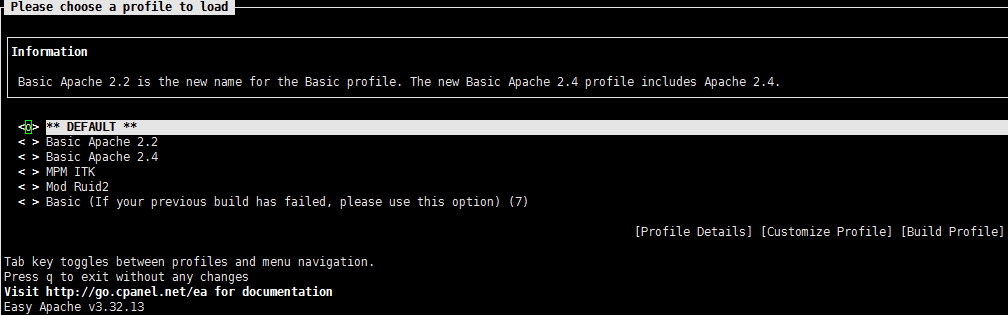 Please choose a profile to load
Information
Basic Apache 2.2 is the new name for the Basic profile. The new Basic Apache 2.4 profile includes Apache 2.4.
<o> ** DEFAULT **
< > Basic Apache 2.2
< > Basic Apache 2.4
< > MPM ITK
< > Mod Ruid2
< > Basic (If your previous build has failed, please use this option) (7)
[Profile Details] [Customize Profile] [Build Profile]
Tab key toggles between profiles and menu navigation.
Press q to exit without any changes
Visit http://go.cpanel.net/ea for documentation
Easy Apache v3.32.13